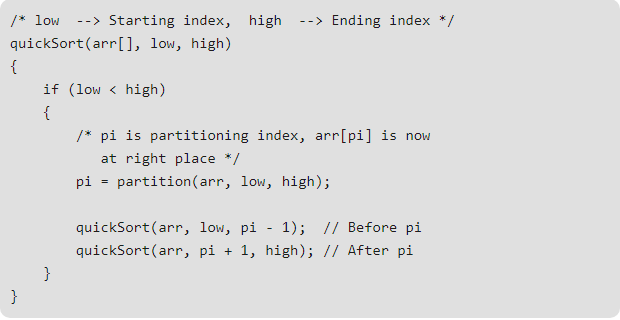 /* low  --> Starting index,  high  --> Ending index */
quickSort(arr[], low, high)
{
    if (low < high)
    {
        /* pi is partitioning index, arr[pi] is now
           at right place */
        pi = partition(arr, low, high);

        quickSort(arr, low, pi - 1);  // Before pi
        quickSort(arr, pi + 1, high); // After pi
    }
}